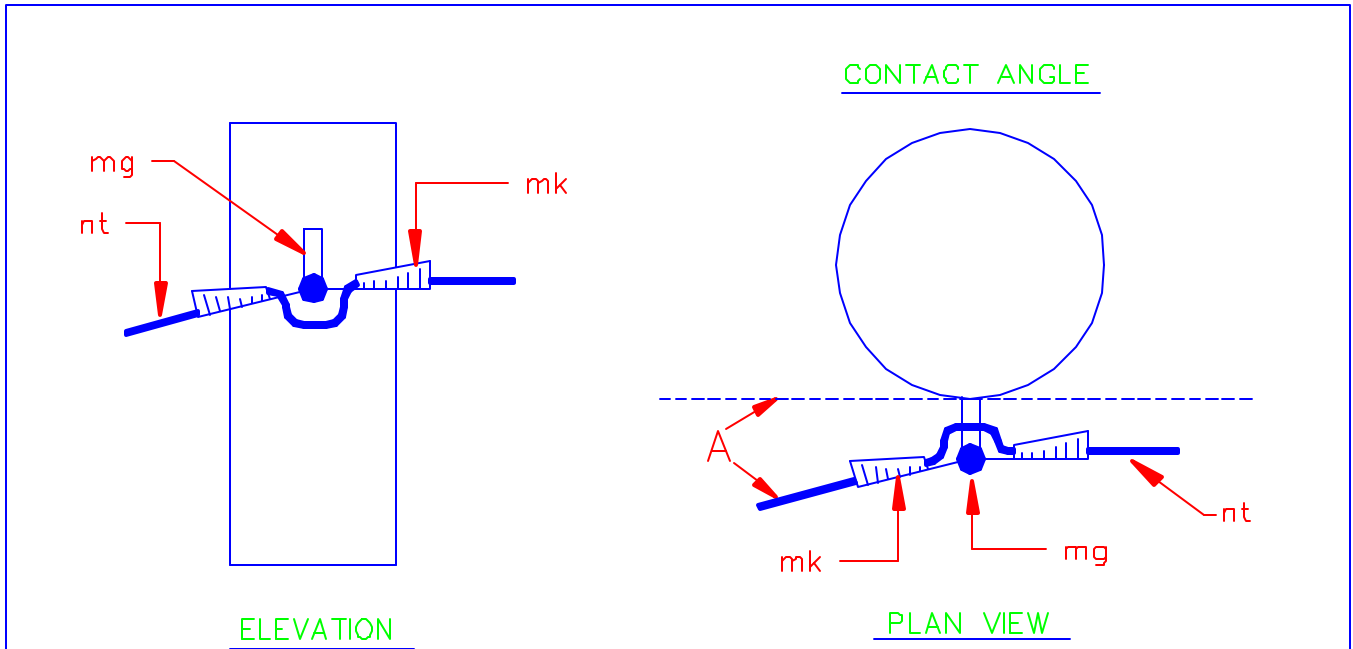 CONTACT ANGLE
mg
mk
nt
A
nt
mk
mg
ELEVATION
PLAN VIEW